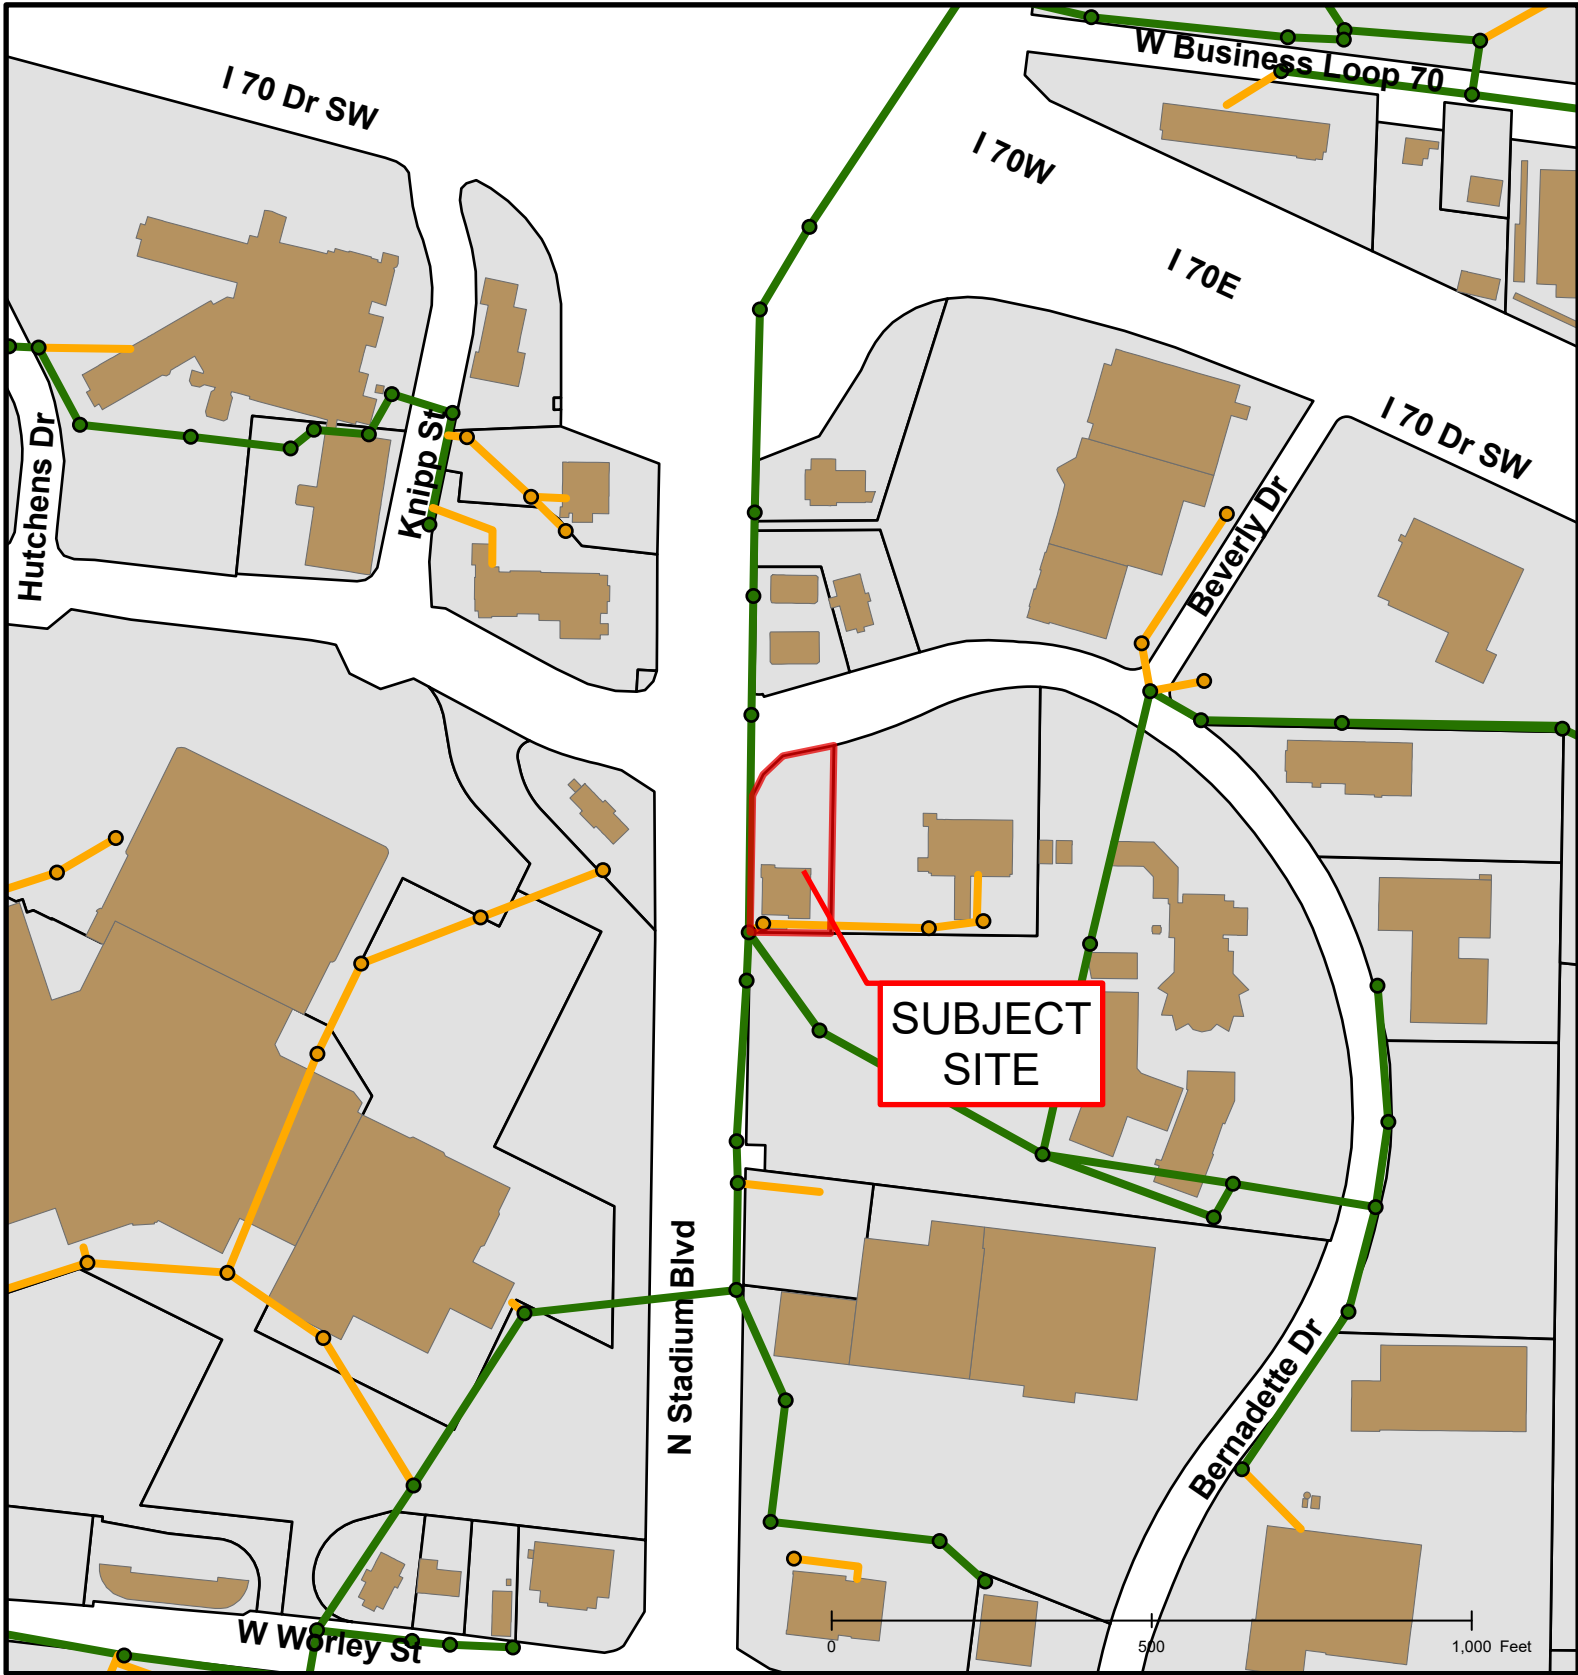 W Business Loop 70
I 70 Dr SW
I 70W
I 70E
I 70 Dr SW
Hutchens Dr
Knipp St
Beverly Dr
SUBJECT
SITE
N Stadium Blvd
Bernadette Dr
W Worley St
0 500 1,000 Feet